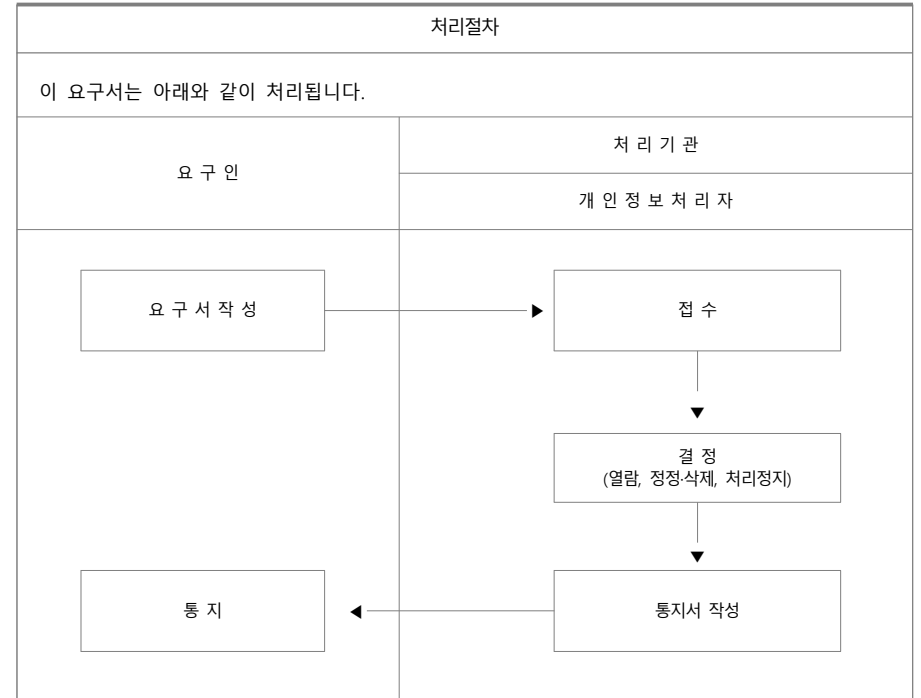 처리절차
이 요구서는 아래와 같이 처리됩니다.
요 구 인
처 리 기 관
개 인 정 보 처 리 자
요 구 서 작 성
접 수
결 정
(열람, 정정·삭제, 처리정지)
통 지
통지서 작성